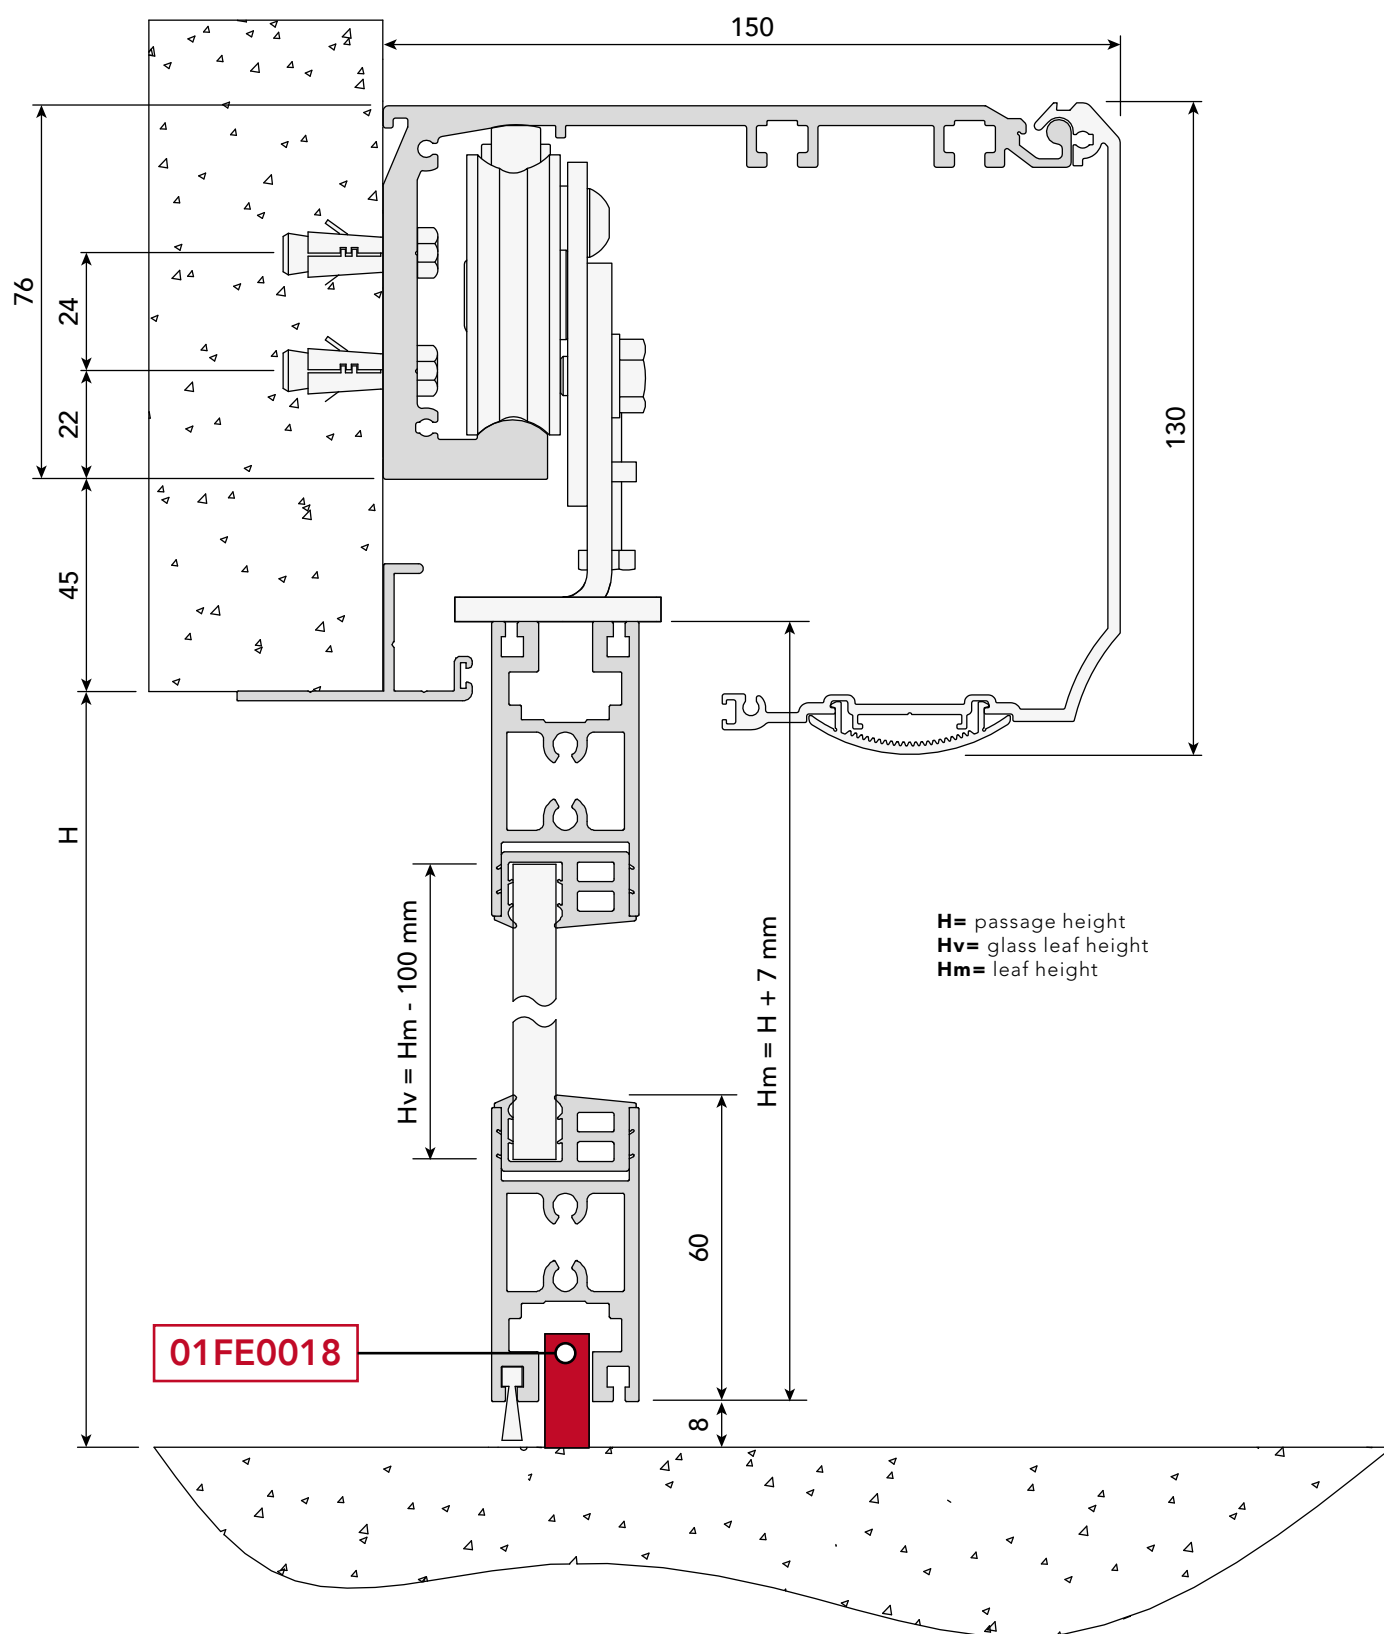 150
76
24
22
130
45
H
Hv = Hm - 100 mm
Hm = H + 7 mm
H= passage height
Hv= glass leaf height
Hm= leaf height
60
01FE0018
8